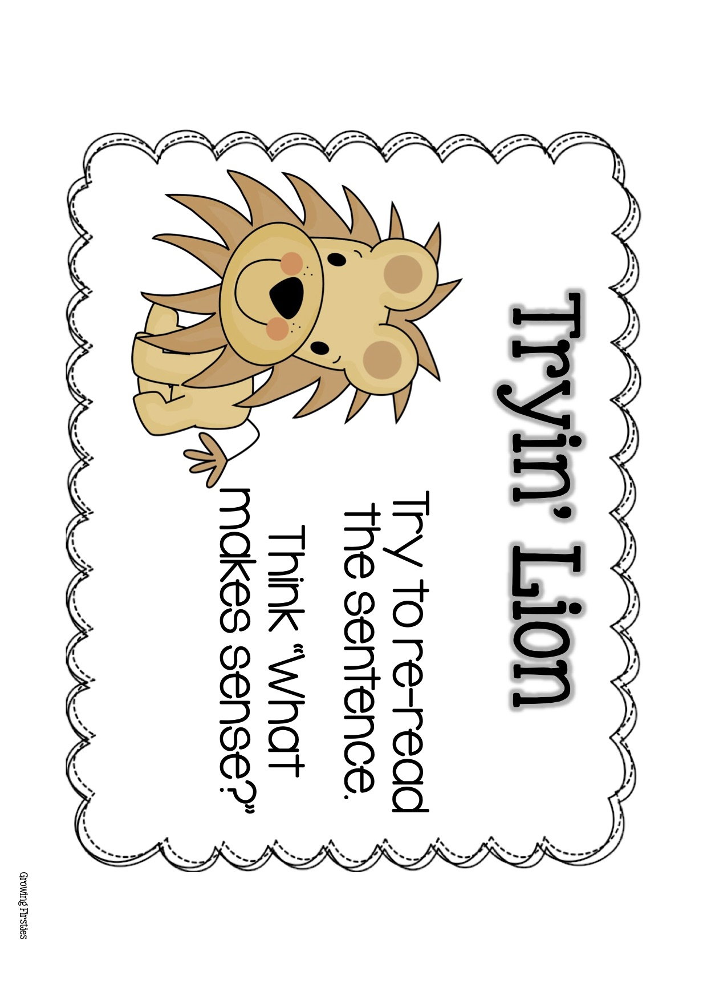 Tryin' Lion
Try to re-read
the sentence.
Think “What
makes sense?”
Growing Firsties